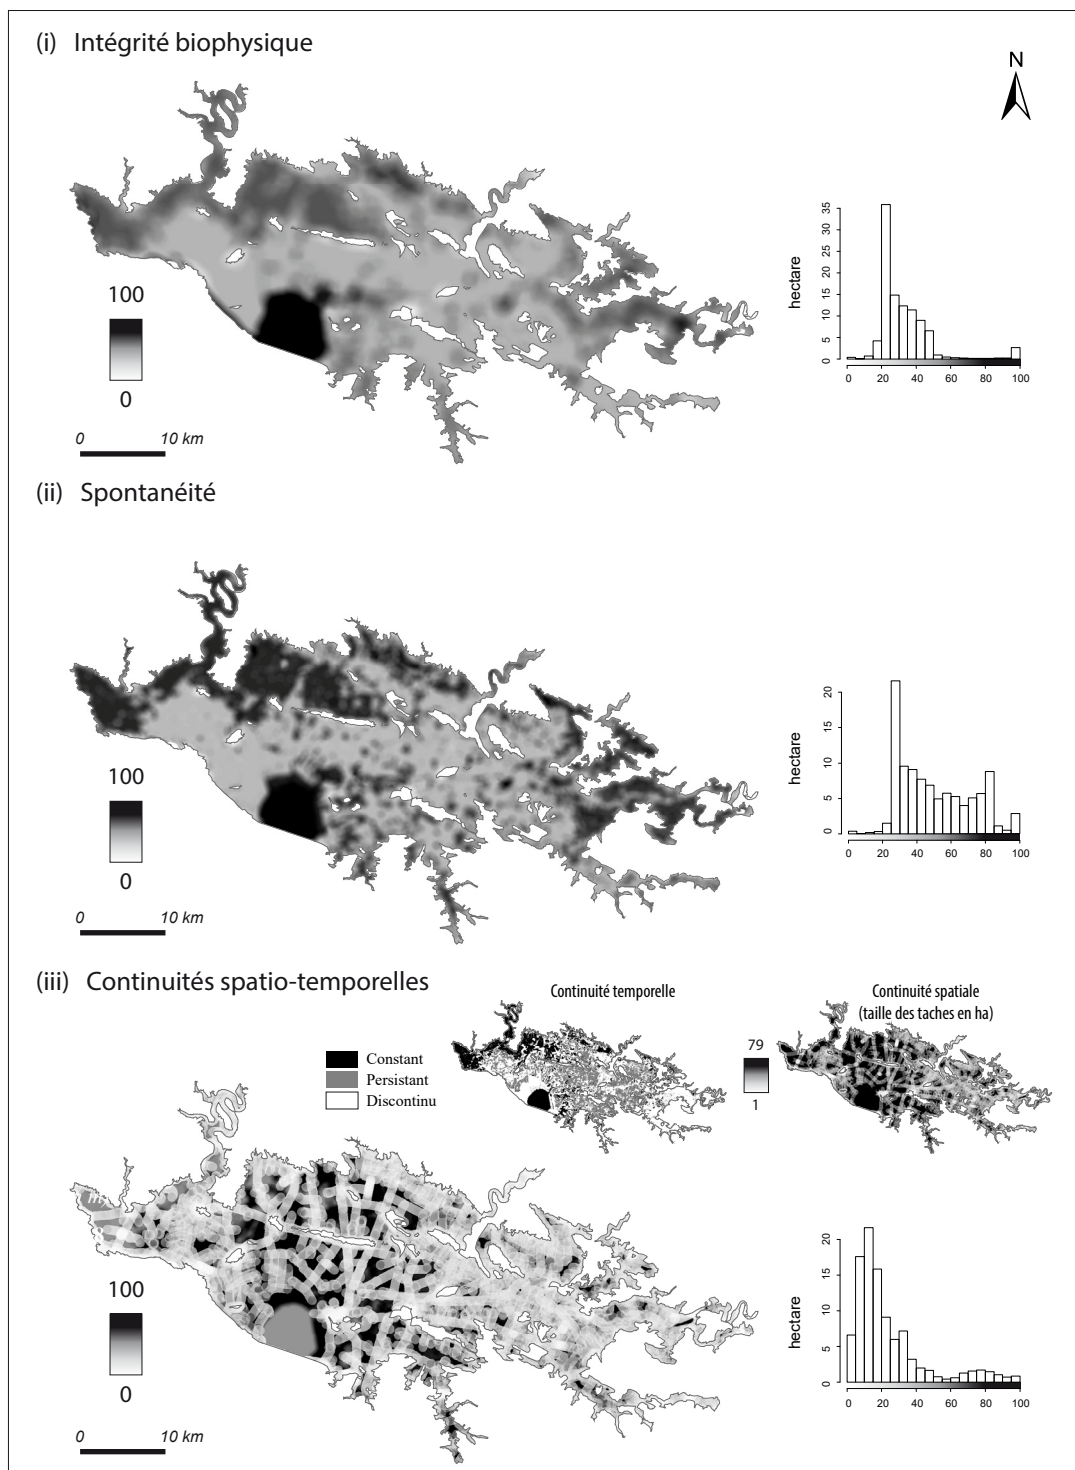 (i) Intégrité biophysique
N
100
0
0 10 km
hectare
0 5 10 15 20 25 30 35
0 20 40 60 80 100
(ii) Spontanéité
100
0
0 10 km
hectare
0 5 10 15 20
0 20 40 60 80 100
(iii) Continuités spatio-temporelles
Continuité temporelle
Continuité spatiale
(taille des taches en ha)
Constant
Persistant
Discontinu
79
1
100
0
0 10 km
hectare
0 5 10 15 20
0 20 40 60 80 100